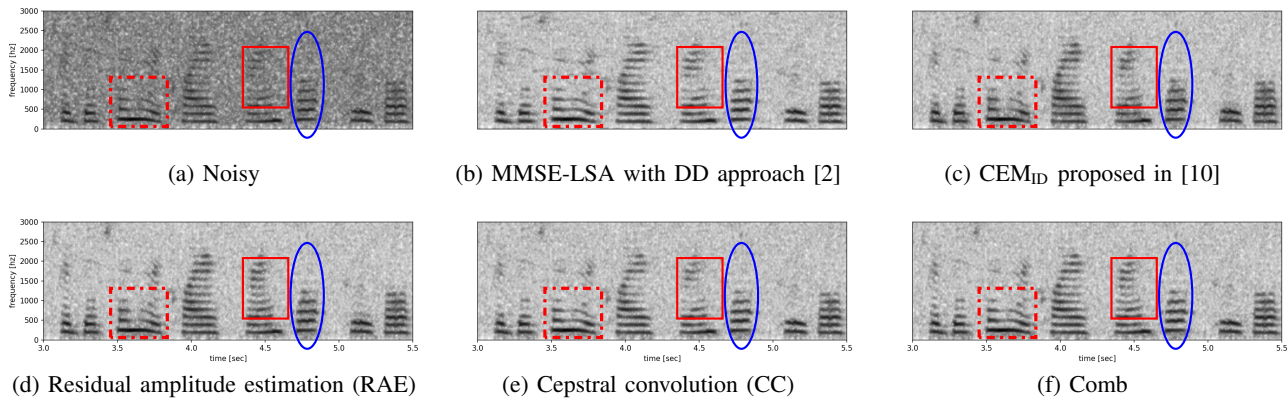 3000
2500
2000
1500
1000
500
0
frequency [hz]
(a) Noisy
(b) MMSE-LSA with DD approach [2]
(c) CEM_ID proposed in [10]
3000
2500
2000
1500
1000
500
0
frequency [hz]
3.0 3.5 4.0 4.5 5.0 5.5
time [sec]
3.0 3.5 4.0 4.5 5.0 5.5
time [sec]
3.0 3.5 4.0 4.5 5.0 5.5
time [sec]
(d) Residual amplitude estimation (RAE)
(e) Cepstral convolution (CC)
(f) Comb